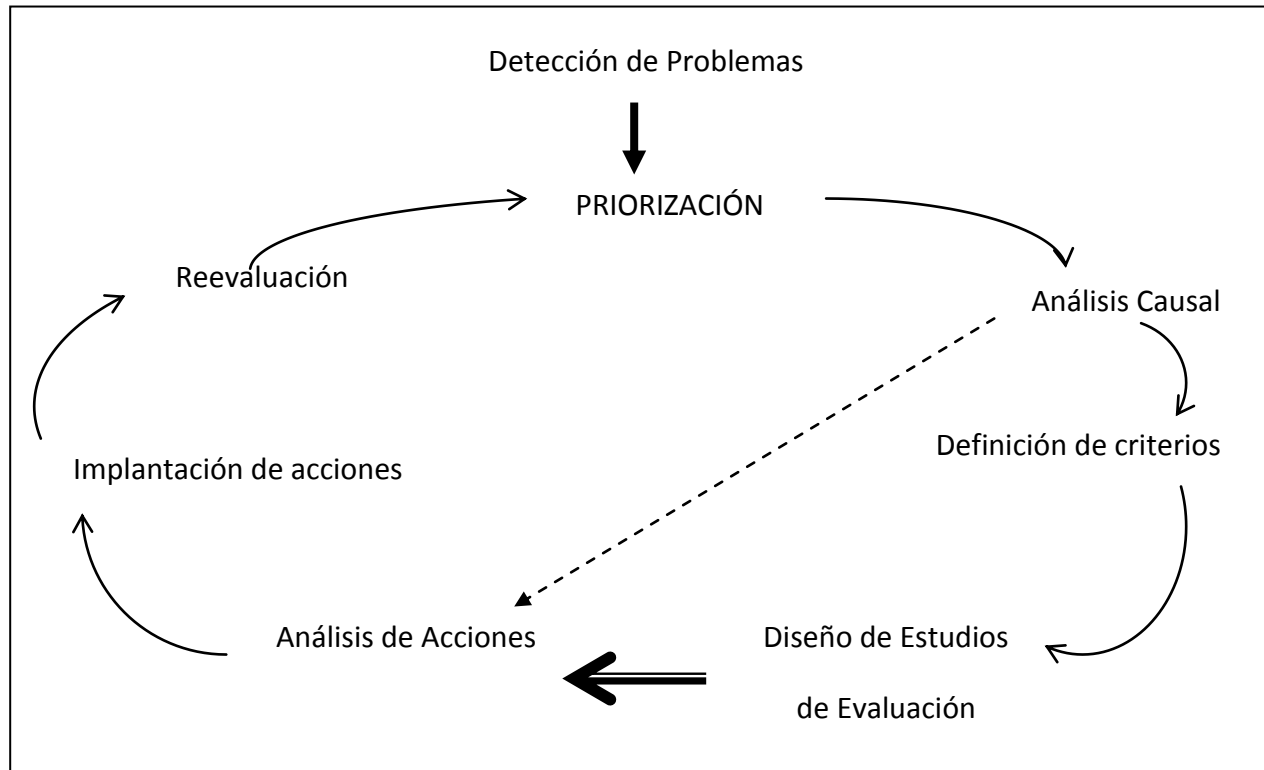 Detección de Problemas
PRIORIZACIÓN
Reevaluación
Análisis Causal
Definición de criterios
Implantación de acciones
Análisis de Acciones
Diseño de Estudios
de Evaluación